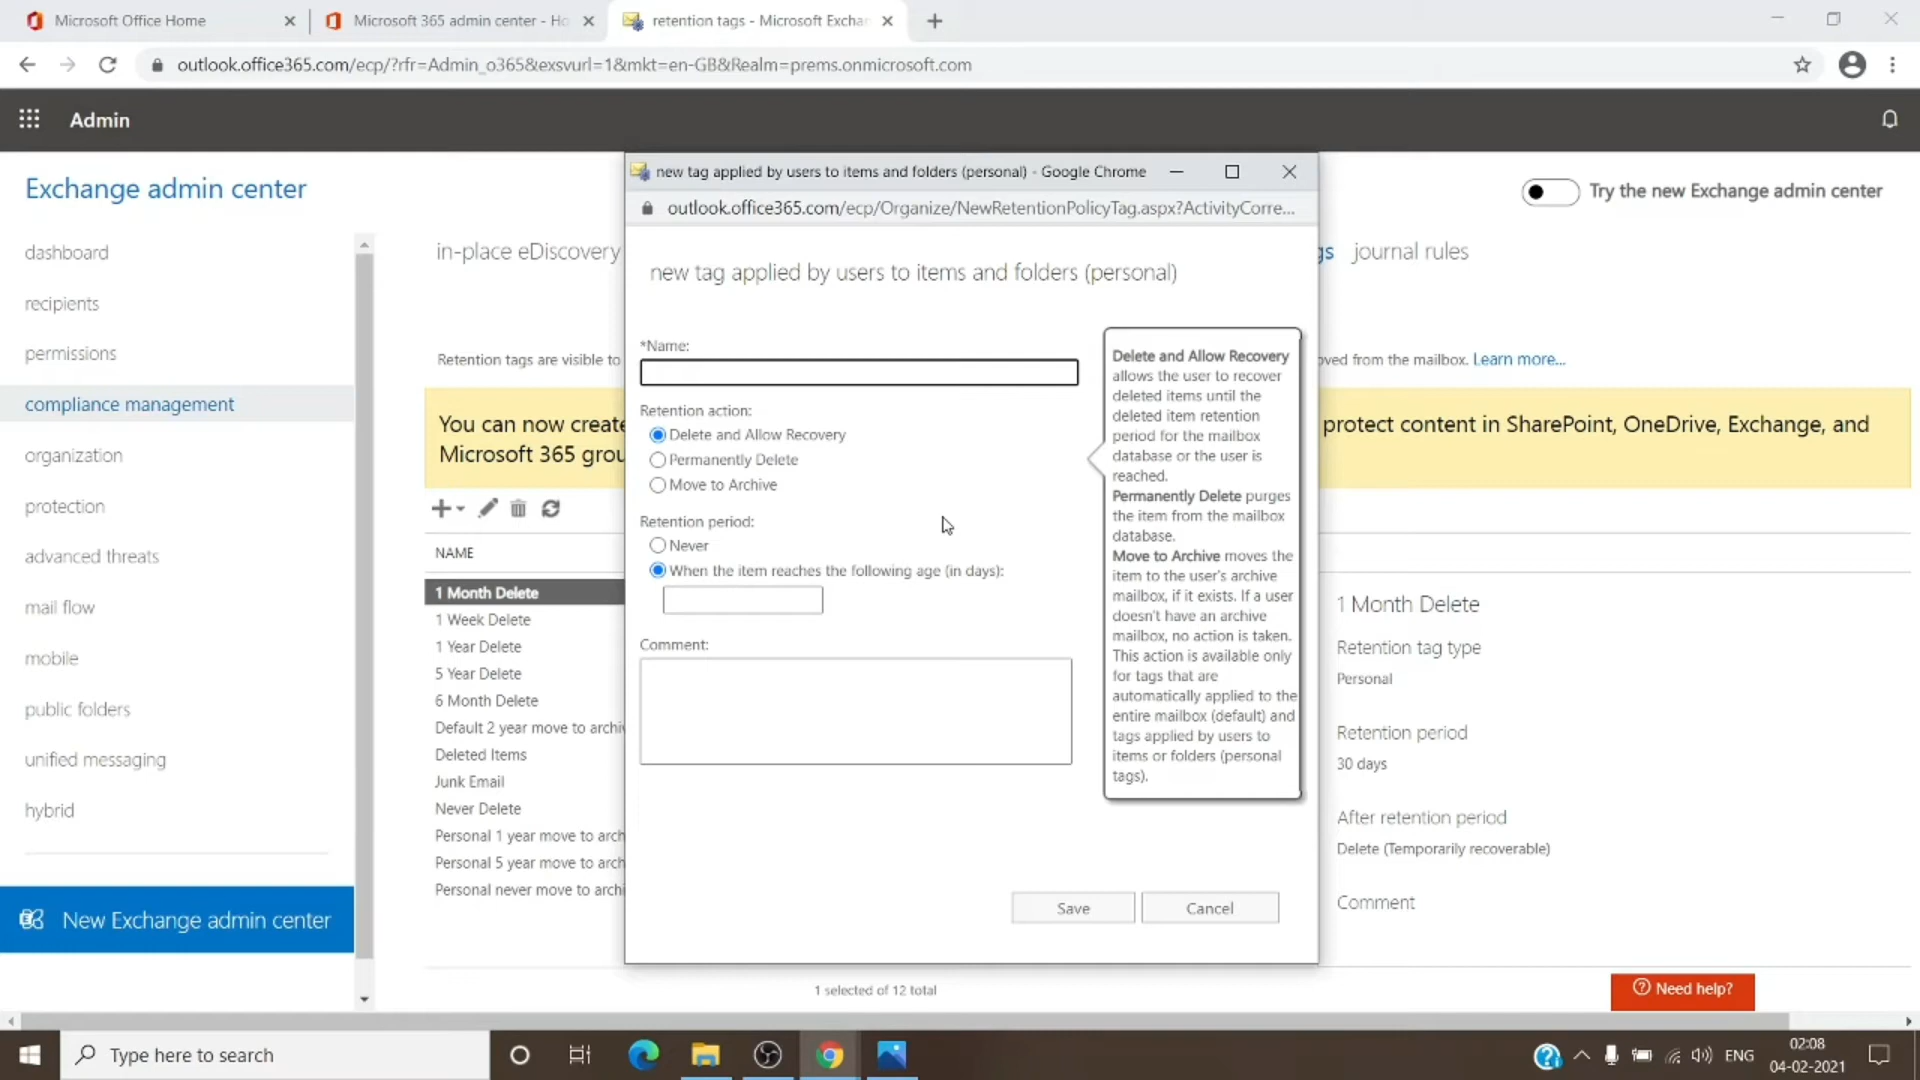 Microsoft Office Home
Microsoft 365 admin center - Ho
retention tags - Microsoft Exchan
outlook.office365.com/ecp/?rfr=Admin_o365&exsvurl=1&mkt=en-GB&Realm=prems.onmicrosoft.com
Admin
Exchange admin center
Try the new Exchange admin center
dashboard
recipients
permissions
compliance management
organization
protection
advanced threats
mail flow
mobile
public folders
unified messaging
hybrid
New Exchange admin center
in-place eDiscovery
gs
journal rules
Retention tags are visible to
oved from the mailbox. Learn more...
You can now create
protect content in SharePoint, OneDrive, Exchange, and
Microsoft 365 grou
NAME
1 Month Delete
1 Week Delete
1 Year Delete
5 Year Delete
6 Month Delete
Default 2 year move to archi
Deleted Items
Junk Email
Never Delete
Personal 1 year move to arch
Personal 5 year move to arch
Personal never move to archi
1 selected of 12 total
new tag applied by users to items and folders (personal) - Google Chrome
outlook.office365.com/ecp/Organize/NewRetentionPolicyTag.aspx?ActivityCorre...
new tag applied by users to items and folders (personal)
*Name:
Retention action:
Delete and Allow Recovery
Permanently Delete
Move to Archive
Retention period:
Never
When the item reaches the following age (in days):
Comment:
Delete and Allow Recovery
allows the user to recover
deleted items until the
deleted item retention
period for the mailbox
database or the user is
reached.
Permanently Delete purges
the item from the mailbox
database.
Move to Archive moves the
item to the user's archive
mailbox, if it exists. If a user
doesn't have an archive
mailbox, no action is taken.
This action is available only
for tags that are
automatically applied to the
entire mailbox (default) and
tags applied by users to
items or folders (personal
tags).
Save
Cancel
1 Month Delete
Retention tag type
Personal
Retention period
30 days
After retention period
Delete (Temporarily recoverable)
Comment
Need help?
Type here to search
ENG
02:08
04-02-2021